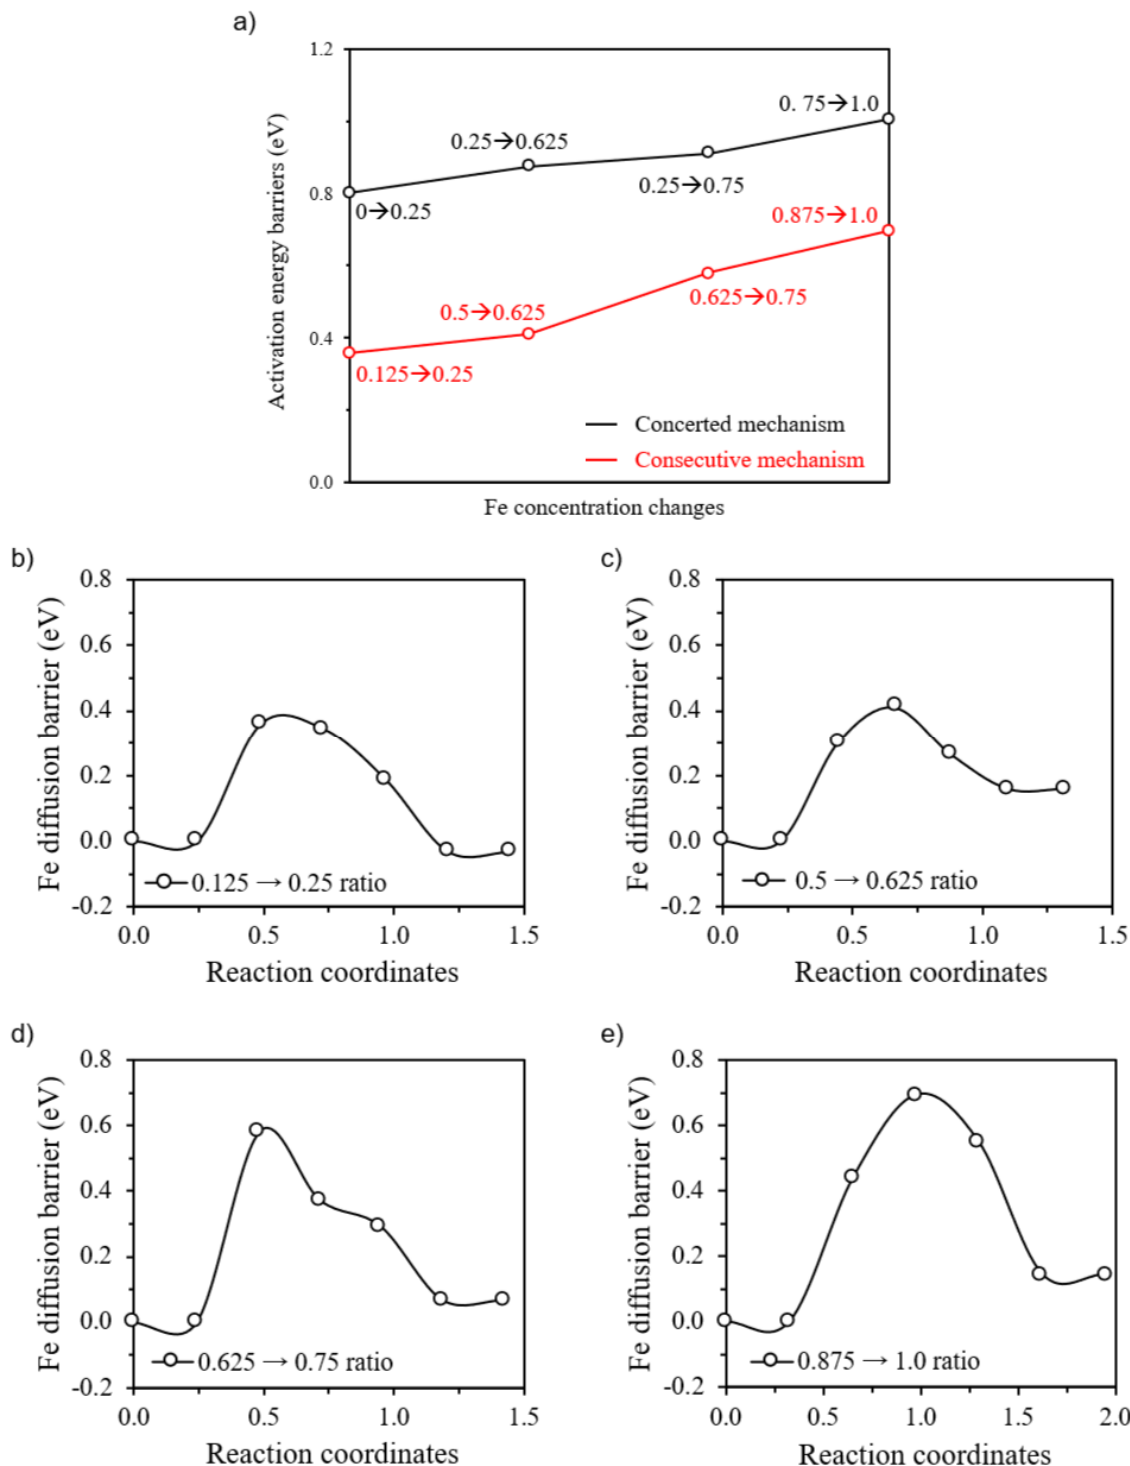 a)
Activation energy barriers (eV)
1.2
0.8
0.4
0.0
0→0.25
0.25→0.625
0.25→0.75
0. 75→1.0
0.125→0.25
0.5→0.625
0.625→0.75
0.875→1.0
Concerted mechanism
Consecutive mechanism
Fe concentration changes
b)
Fe diffusion barrier (eV)
0.8
0.6
0.4
0.2
0.0
-0.2
0.125 → 0.25 ratio
0.0 0.5 1.0 1.5
Reaction coordinates
c)
Fe diffusion barrier (eV)
0.8
0.6
0.4
0.2
0.0
-0.2
0.5 → 0.625 ratio
0.0 0.5 1.0 1.5
Reaction coordinates
d)
Fe diffusion barrier (eV)
0.8
0.6
0.4
0.2
0.0
-0.2
0.625 → 0.75 ratio
0.0 0.5 1.0 1.5
Reaction coordinates
e)
Fe diffusion barrier (eV)
0.8
0.6
0.4
0.2
0.0
-0.2
0.875 → 1.0 ratio
0.0 0.5 1.0 1.5 2.0
Reaction coordinates